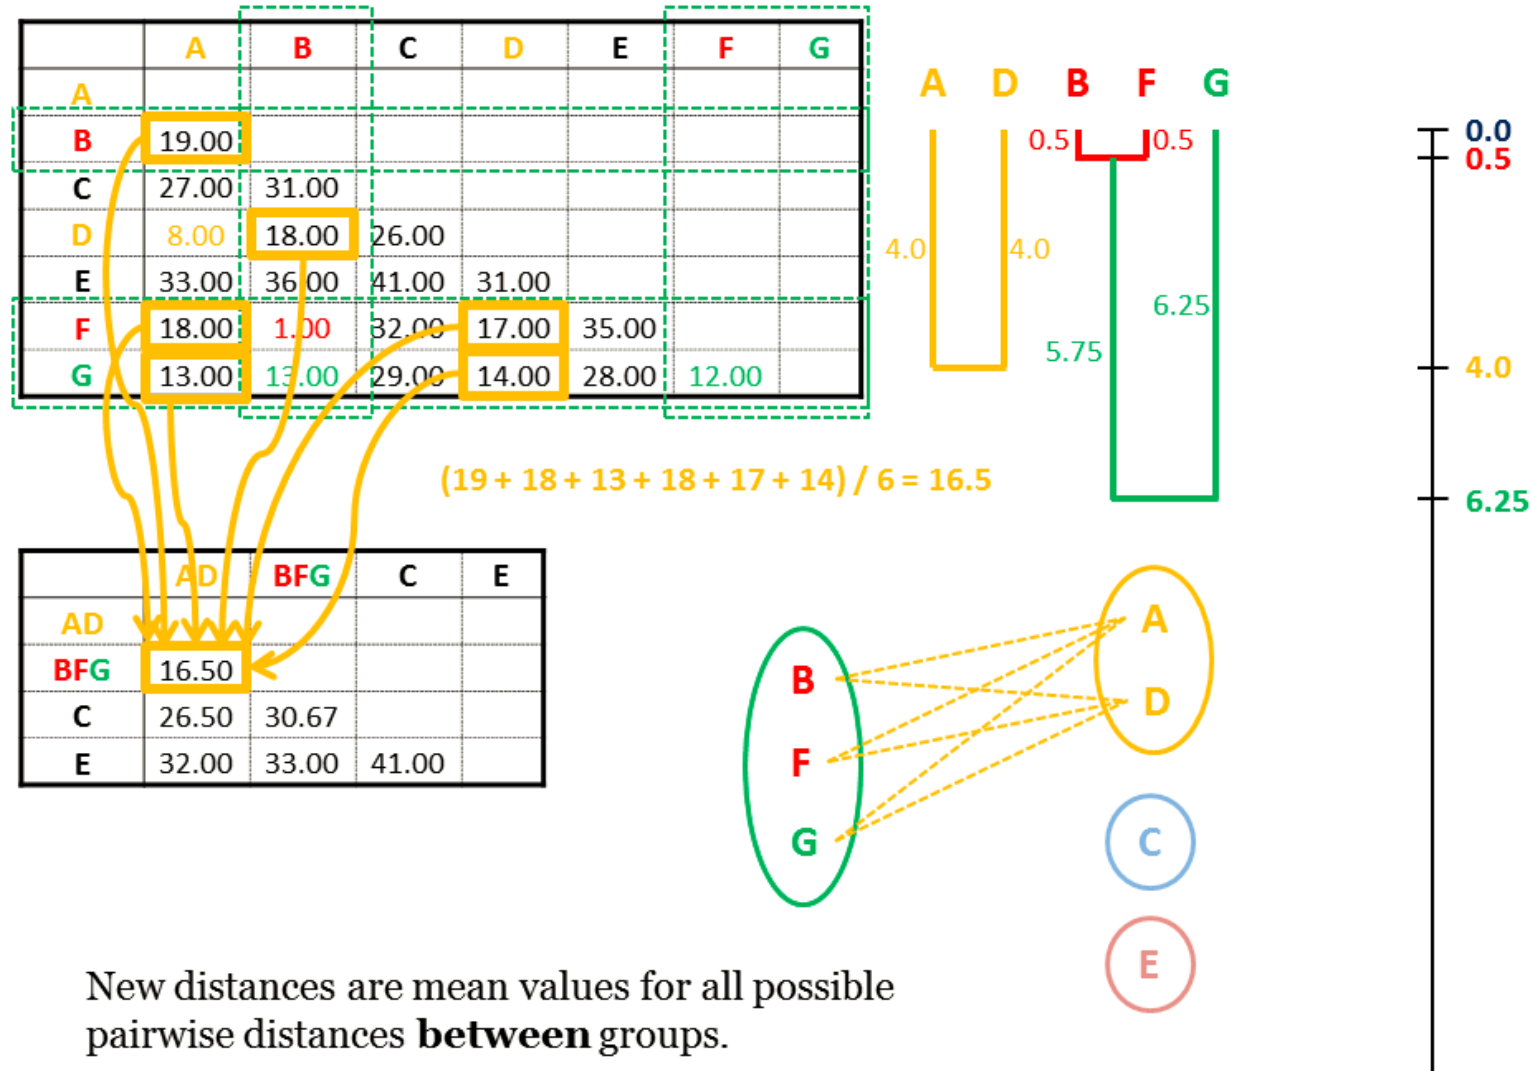 A B C D E F G
A
B 19.00
C 27.00 31.00
D 8.00 18.00 26.00
E 33.00 36.00 41.00 31.00
F 18.00 1.00 32.00 17.00 35.00
G 13.00 13.00 29.00 14.00 28.00 12.00
A D B F G
0.5 0.5
4.0 4.0
6.25
5.75
0.0
0.5
4.0
6.25
(19 + 18 + 13 + 18 + 17 + 14) / 6 = 16.5
AD BFG C E
AD
BFG 16.50
C 26.50 30.67
E 32.00 33.00 41.00
B
F
G
A
D
C
E
New distances are mean values for all possible
pairwise distances between groups.